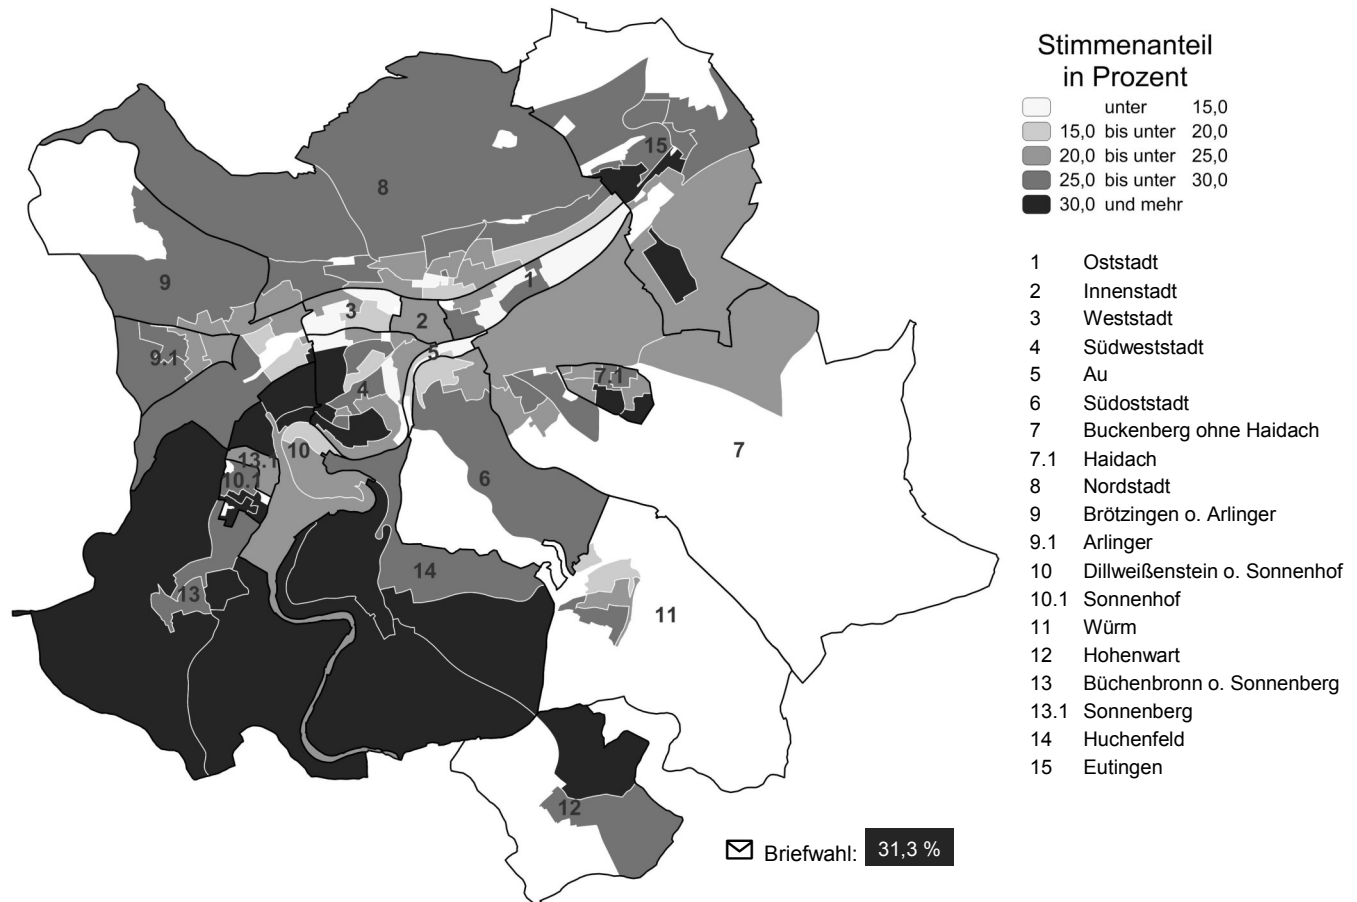 Stimmenanteil
in Prozent
unter 15,0
15,0 bis unter 20,0
20,0 bis unter 25,0
25,0 bis unter 30,0
30,0 und mehr
1 Oststadt
2 Innenstadt
3 Weststadt
4 Südweststadt
5 Au
6 Südoststadt
7 Buckenberg ohne Haidach
7.1 Haidach
8 Nordstadt
9 Brötzingen o. Arlinger
9.1 Arlinger
10 Dillweißenstein o. Sonnenhof
10.1 Sonnenhof
11 Würm
12 Hohenwart
13 Büchenbronn o. Sonnenberg
13.1 Sonnenberg
14 Huchenfeld
15 Eutingen
15
8
9
1
3
2
5
9.1
7.1
4
10
7
13.1
10.1
6
14
13
11
12
Briefwahl: 31,3 %